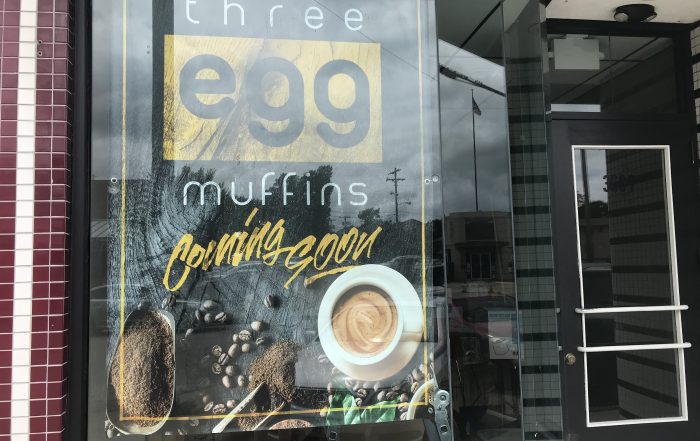 three
egg
muffins
Coming soon